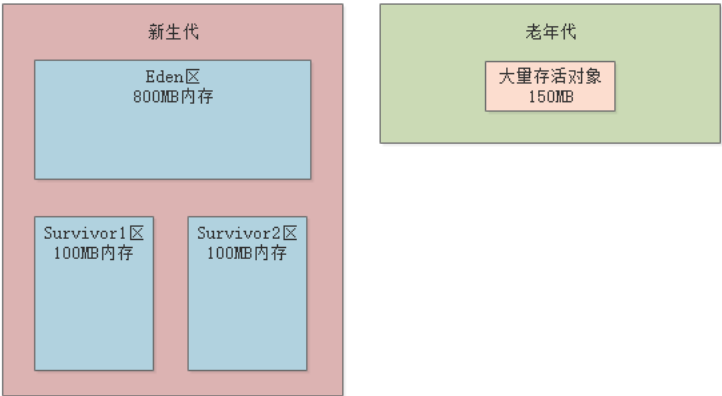 新生代
Eden区
800MB内存
Survivor1区
100MB内存
Survivor2区
100MB内存
老年代
大量存活对象
150MB